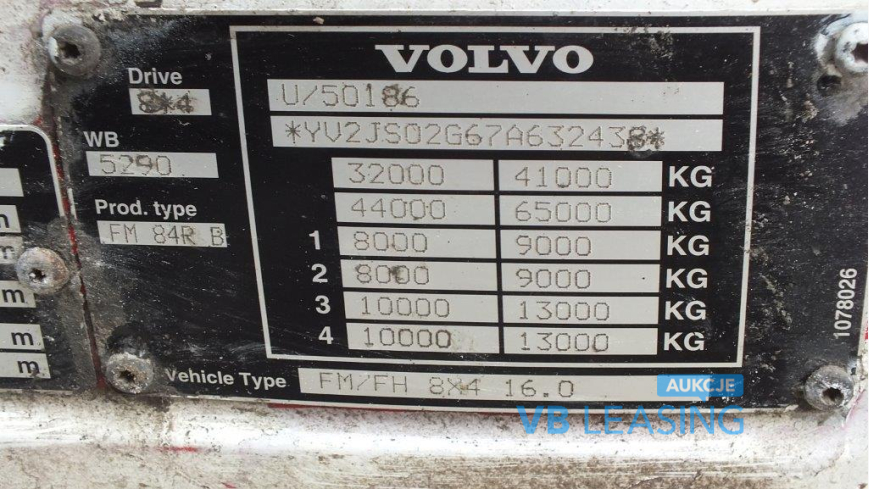 VOLVO
Drive
8*4
U/50186
WB
*YV2JS02G67A632438*
5290
32000 41000 KG
44000 65000 KG
Prod. type
FM 84R B
1 8000 9000 KG
2 8000 9000 KG
3 10000 13000 KG
4 10000 13000 KG
1078026
Vehicle Type FM/FH 8X4 16.0
m
m
m
m
m
AUKCJE
VB LEASING